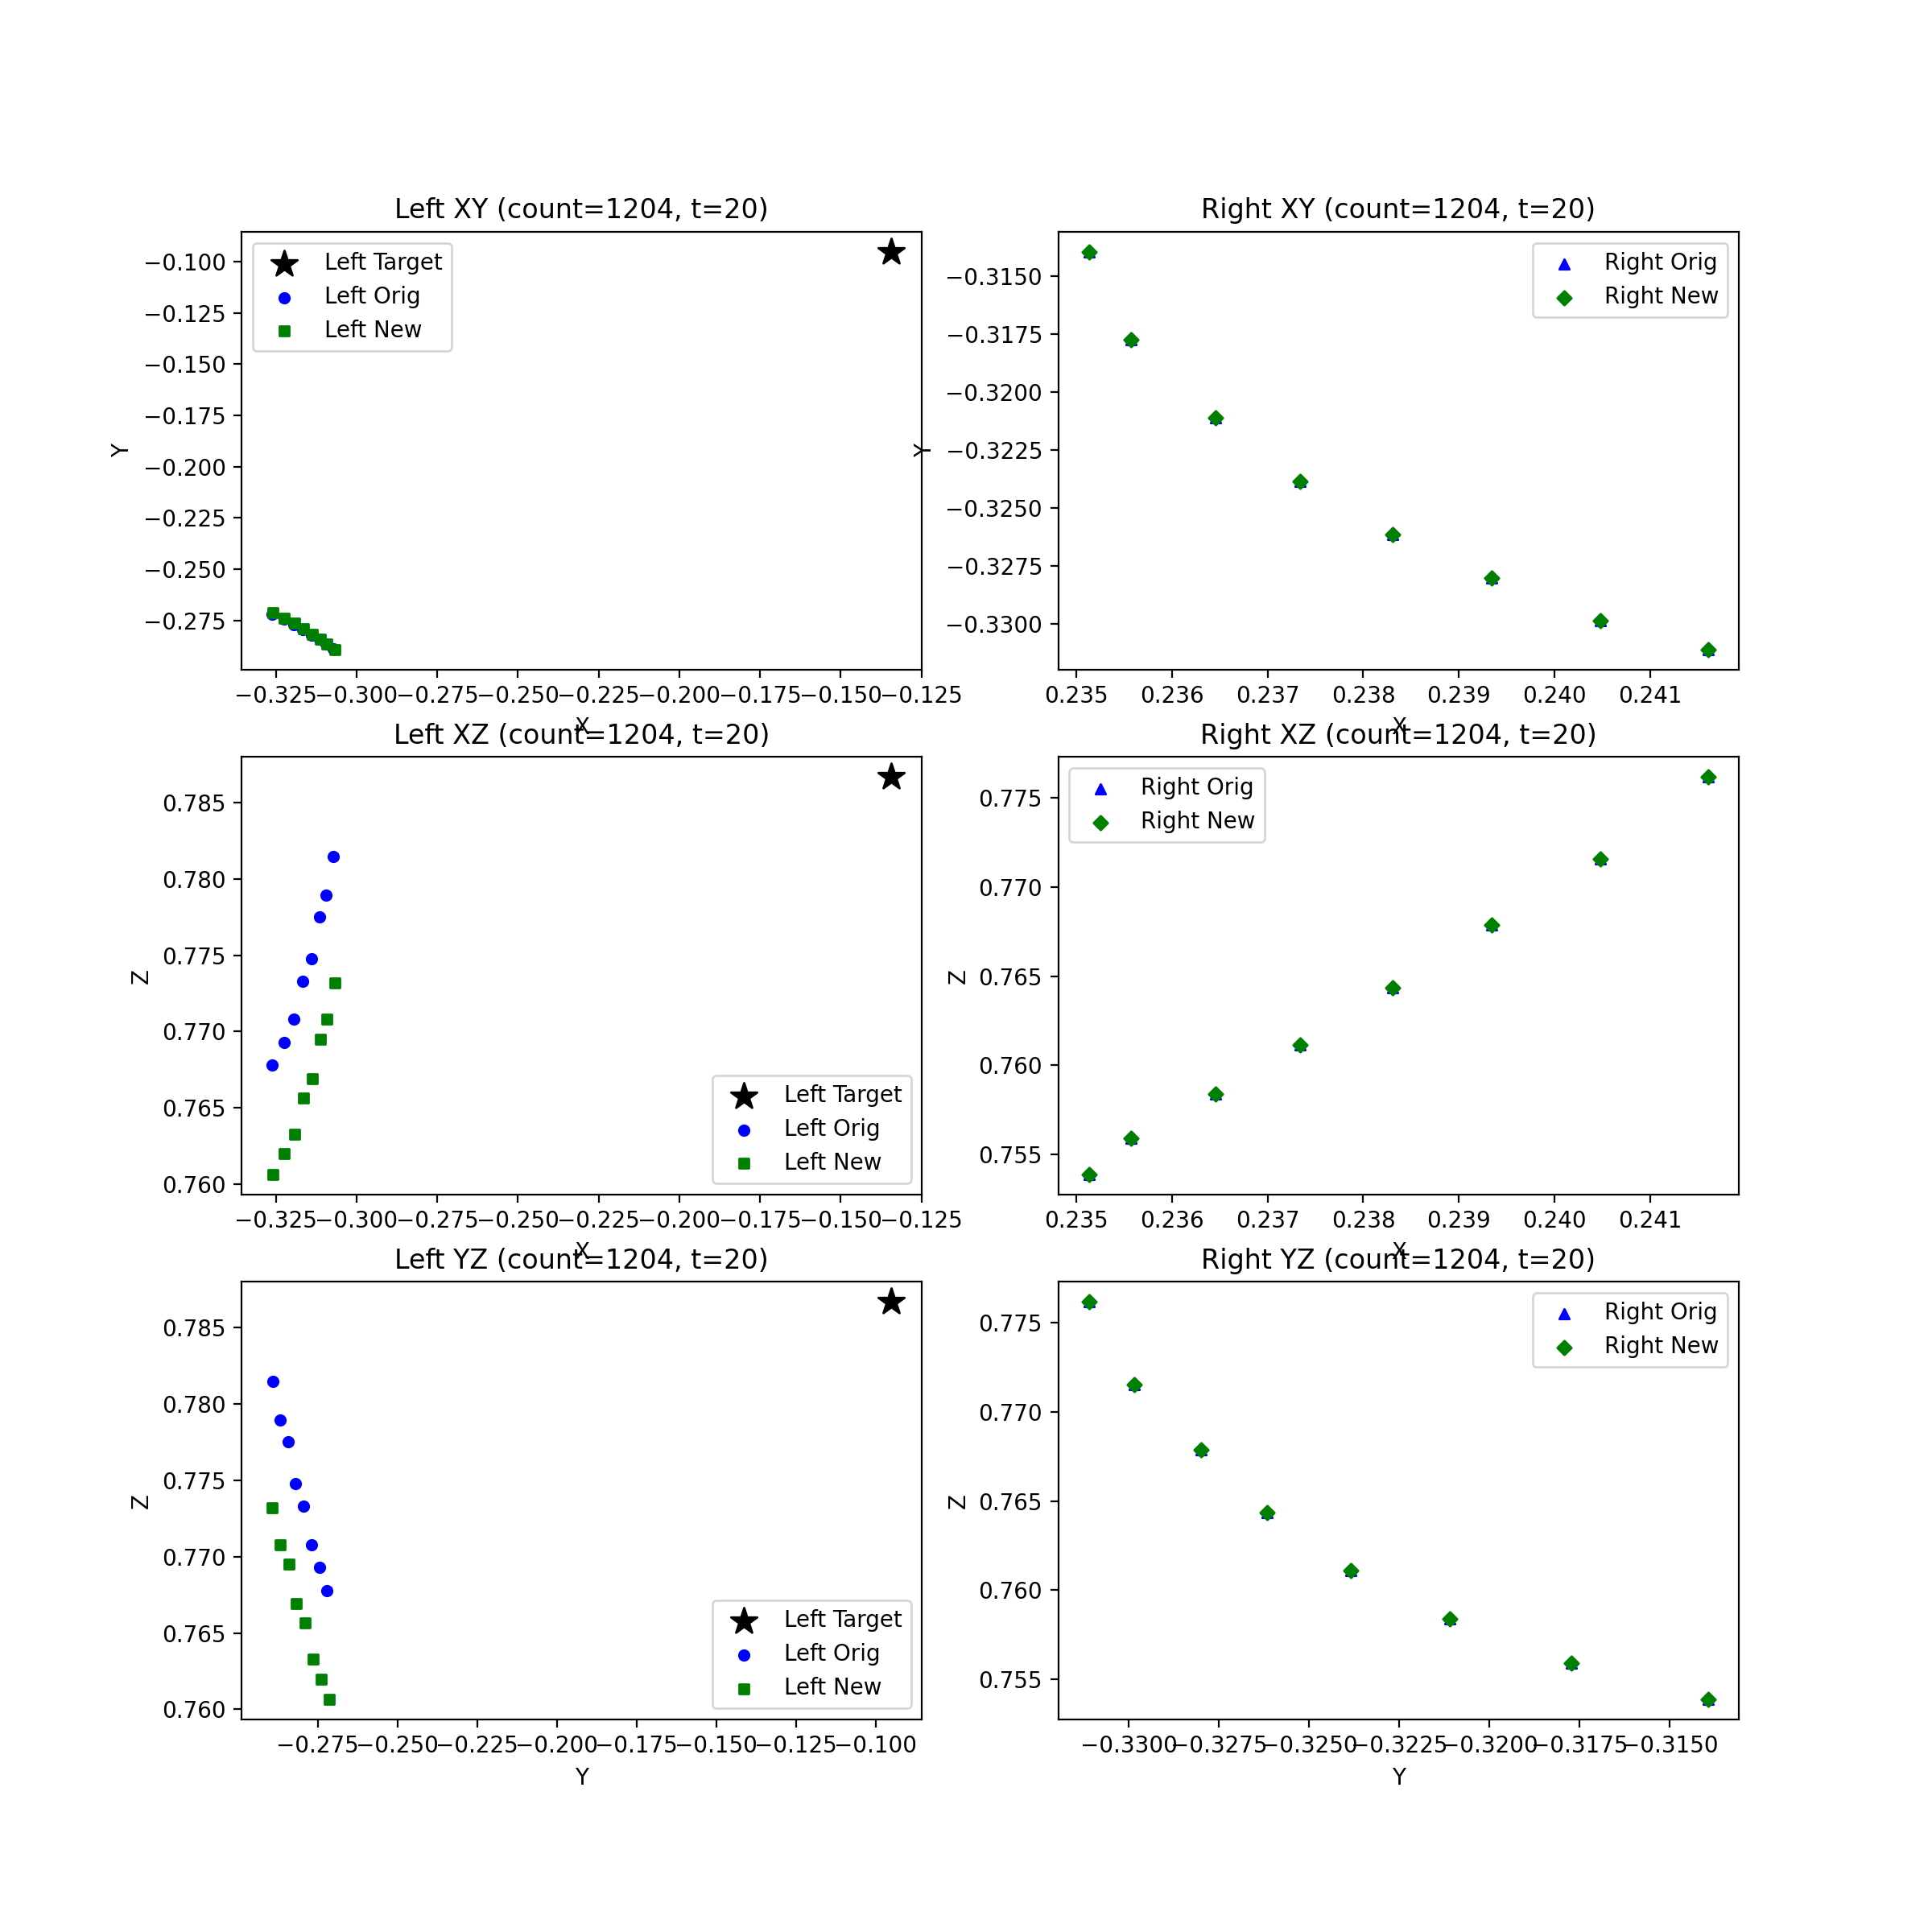 Left XY (count=1204, t=20)
Right XY (count=1204, t=20)
Left Target
Left Orig
Left New
Right Orig
Right New
−0.100
−0.125
−0.150
−0.175
−0.200
−0.225
−0.250
−0.275
Y
−0.325 −0.300 −0.275 −0.250 −0.225 −0.200 −0.175 −0.150 −0.125
X
−0.3150
−0.3175
−0.3200
−0.3225
−0.3250
−0.3275
−0.3300
Y
0.235 0.236 0.237 0.238 0.239 0.240 0.241
X
Left XZ (count=1204, t=20)
Right XZ (count=1204, t=20)
0.785
0.780
0.775
0.770
0.765
0.760
Z
Left Target
Left Orig
Left New
−0.325 −0.300 −0.275 −0.250 −0.225 −0.200 −0.175 −0.150 −0.125
X
Right Orig
Right New
0.775
0.770
0.765
0.760
0.755
Z
0.235 0.236 0.237 0.238 0.239 0.240 0.241
X
Left YZ (count=1204, t=20)
Right YZ (count=1204, t=20)
0.785
0.780
0.775
0.770
0.765
0.760
Z
Left Target
Left Orig
Left New
−0.275 −0.250 −0.225 −0.200 −0.175 −0.150 −0.125 −0.100
Y
Right Orig
Right New
0.775
0.770
0.765
0.760
0.755
Z
−0.3300 −0.3275 −0.3250 −0.3225 −0.3200 −0.3175 −0.3150
Y